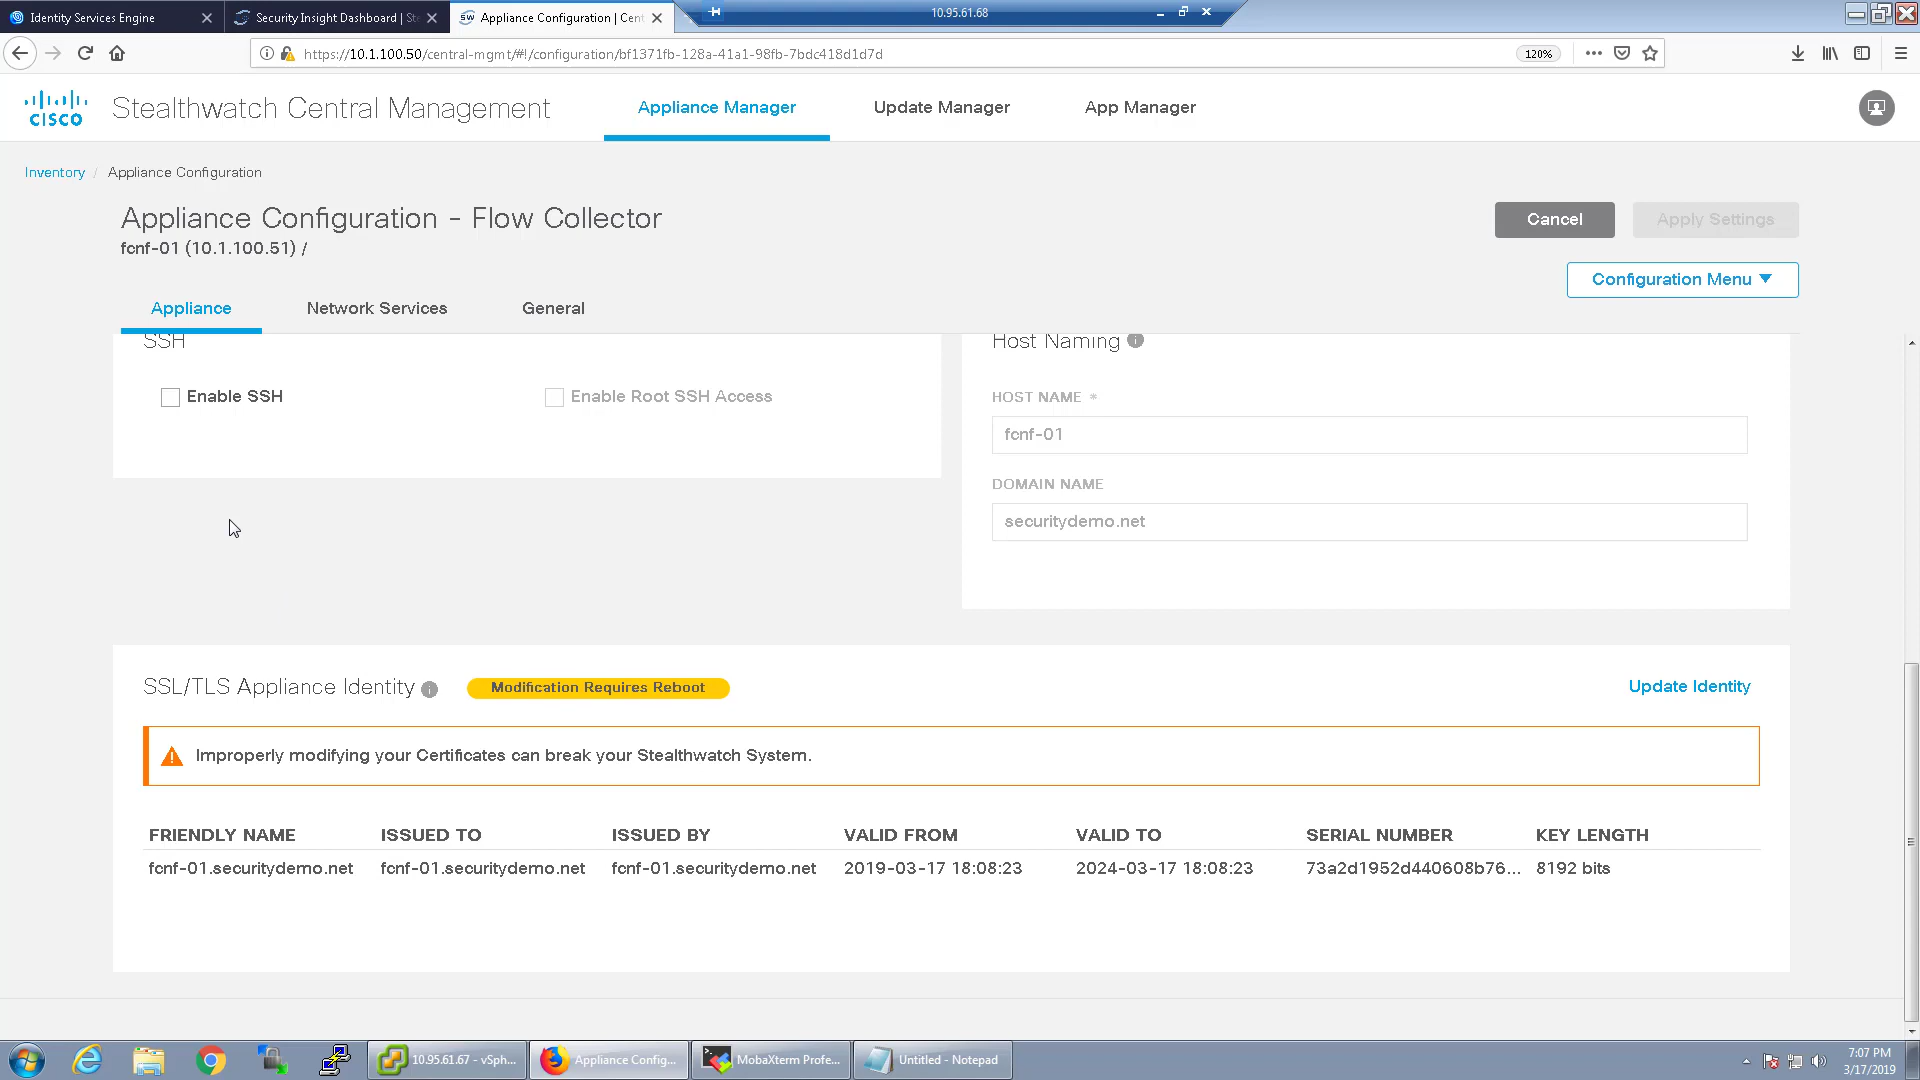 Identity Services Engine
Security Insight Dashboard | Ste
Appliance Configuration | Cent
10.95.61.68
https://10.1.100.50/central-mgmt/#!/configuration/bf1371fb-128a-41a1-98fb-7bdc418d1d7d
120%
CISCO
Stealthwatch Central Management
Appliance Manager
Update Manager
App Manager
Inventory / Appliance Configuration
Appliance Configuration - Flow Collector
fcnf-01 (10.1.100.51) /
Cancel
Apply Settings
Configuration Menu
Appliance
Network Services
General
SSH
Enable SSH
Enable Root SSH Access
Host Naming
HOST NAME *
fcnf-01
DOMAIN NAME
securitydemo.net
SSL/TLS Appliance Identity
Modification Requires Reboot
Update Identity
Improperly modifying your Certificates can break your Stealthwatch System.
FRIENDLY NAME ISSUED TO ISSUED BY VALID FROM VALID TO SERIAL NUMBER KEY LENGTH
fcnf-01.securitydemo.net fcnf-01.securitydemo.net fcnf-01.securitydemo.net 2019-03-17 18:08:23 2024-03-17 18:08:23 73a2d1952d440608b76... 8192 bits
10.95.61.67 - vSph...
Appliance Config...
MobaXterm Profe...
Untitled - Notepad
7:07 PM
3/17/2019